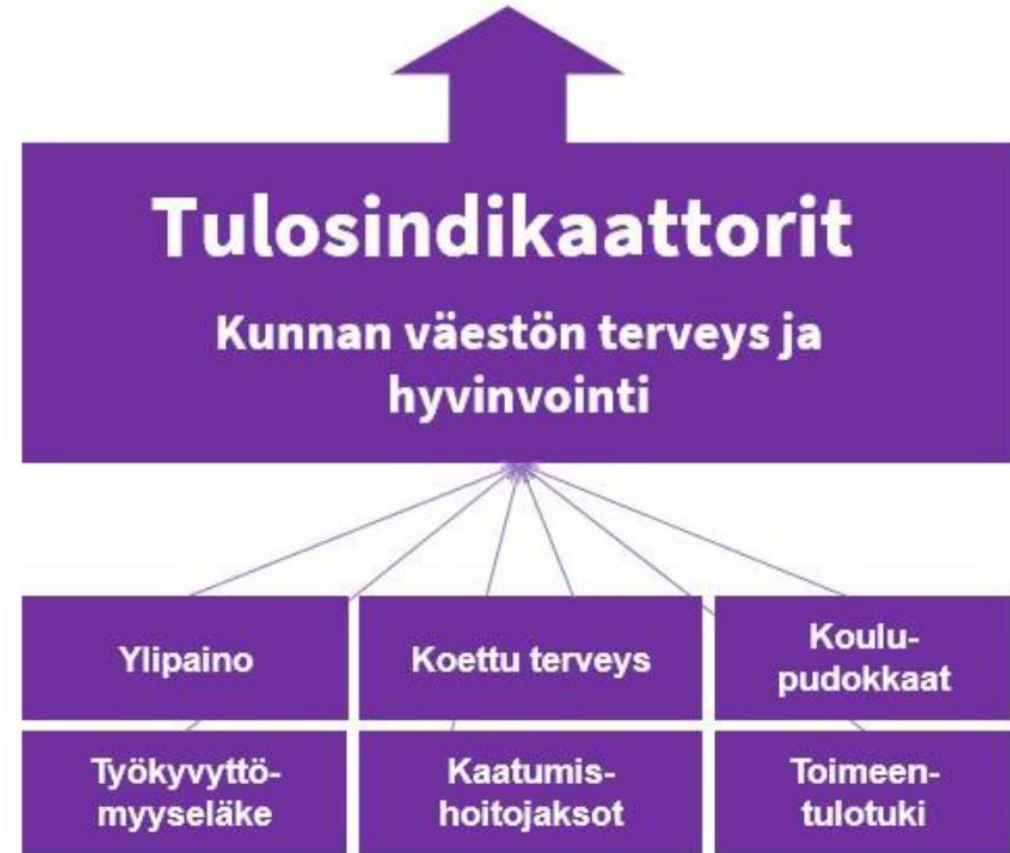 Tulosindikaattorit
Kunnan väestön terveys ja
hyvinvointi
Ylipaino
Koettu terveys
Koulu-
pudokkaat
Työkyvyttö-
myyseläke
Kaatumis-
hoitojaksot
Toimeen-
tulotuki